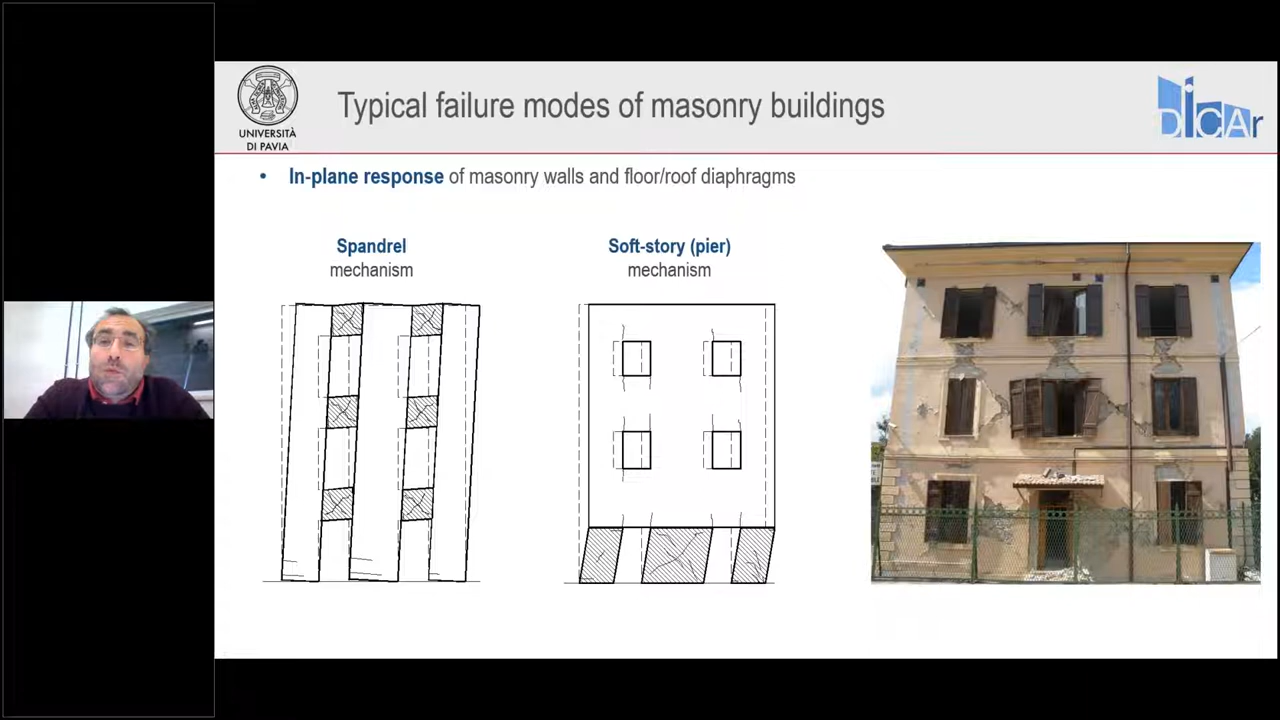 UNIVERSITÀ
DI PAVIA
Typical failure modes of masonry buildings
DiCAr
• In-plane response of masonry walls and floor/roof diaphragms
Spandrel
mechanism
Soft-story (pier)
mechanism